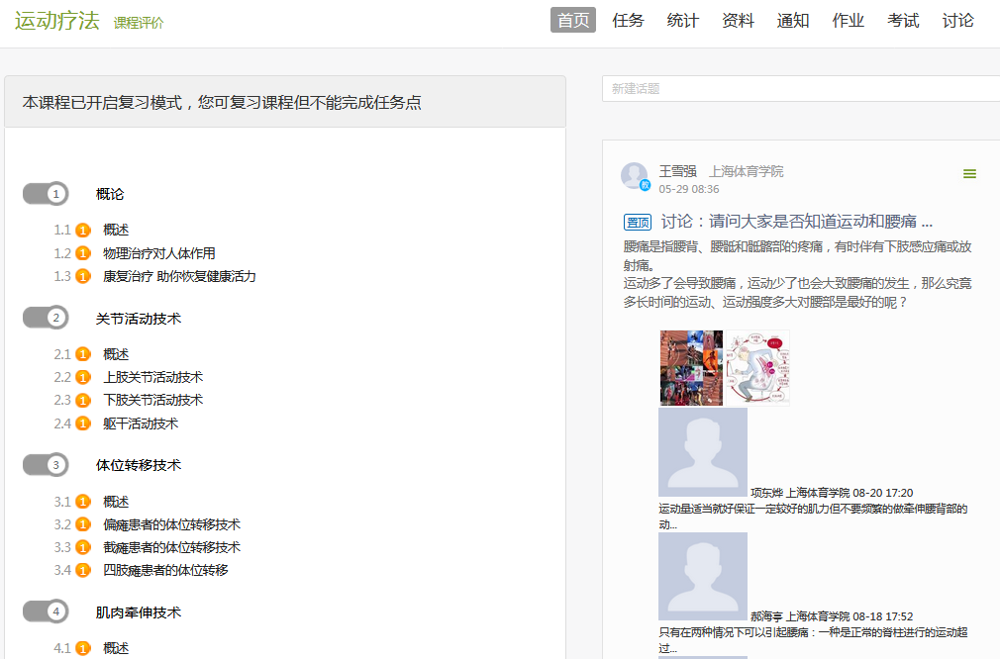 运动疗法 课程评价
首页 任务 统计 资料 通知 作业 考试 讨论
本课程已开启复习模式，您可复习课程但不能完成任务点
1 概论
1.1 1 概述
1.2 1 物理治疗对人体作用
1.3 1 康复治疗 助你恢复健康活力
2 关节活动技术
2.1 1 概述
2.2 1 上肢关节活动技术
2.3 1 下肢关节活动技术
2.4 1 躯干活动技术
3 体位转移技术
3.1 1 概述
3.2 1 偏瘫患者的体位转移技术
3.3 1 截瘫患者的体位转移技术
3.4 1 四肢瘫患者的体位转移
4 肌肉牵伸技术
4.1 1 概述
新建话题
王雪强 上海体育学院
教 05-29 08:36
置顶 讨论：请问大家是否知道运动和腰痛 ...
腰痛是指腰背、腰骶和骶髂部的疼痛，有时伴有下肢感应痛或放
射痛。
运动多了会导致腰痛，运动少了也会大致腰痛的发生，那么究竟
多长时间的运动、运动强度多大对腰部是最好的呢？
项东烨 上海体育学院 08-20 17:20
运动量适当就好保证一定较好的肌力但不要频繁的做牵伸腰背部的
动...
郝海亭 上海体育学院 08-18 17:52
只有在两种情况下可以引起腰痛：一种是正常的脊柱进行的运动超
过...